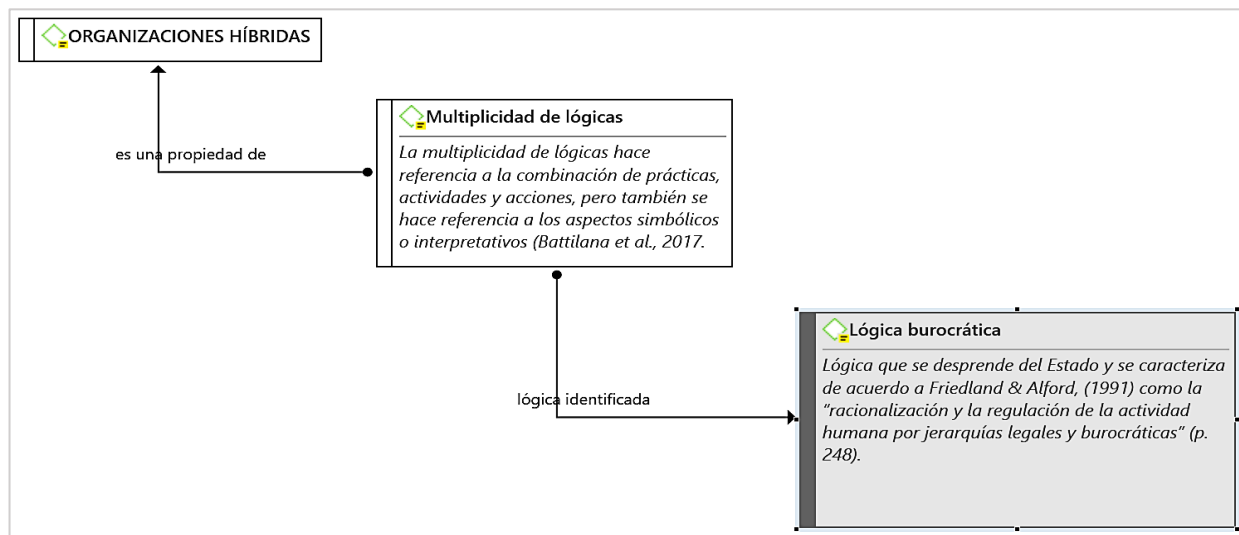 ORGANIZACIONES HÍBRIDAS
es una propiedad de
Multiplicidad de lógicas
La multiplicidad de lógicas hace
referencia a la combinación de prácticas,
actividades y acciones, pero también se
hace referencia a los aspectos simbólicos
o interpretativos (Battilana et al., 2017.
lógica identificada
Lógica burocrática
Lógica que se desprende del Estado y se caracteriza
de acuerdo a Friedland & Alford, (1991) como la
“racionalización y la regulación de la actividad
humana por jerarquías legales y burocráticas” (p.
248).